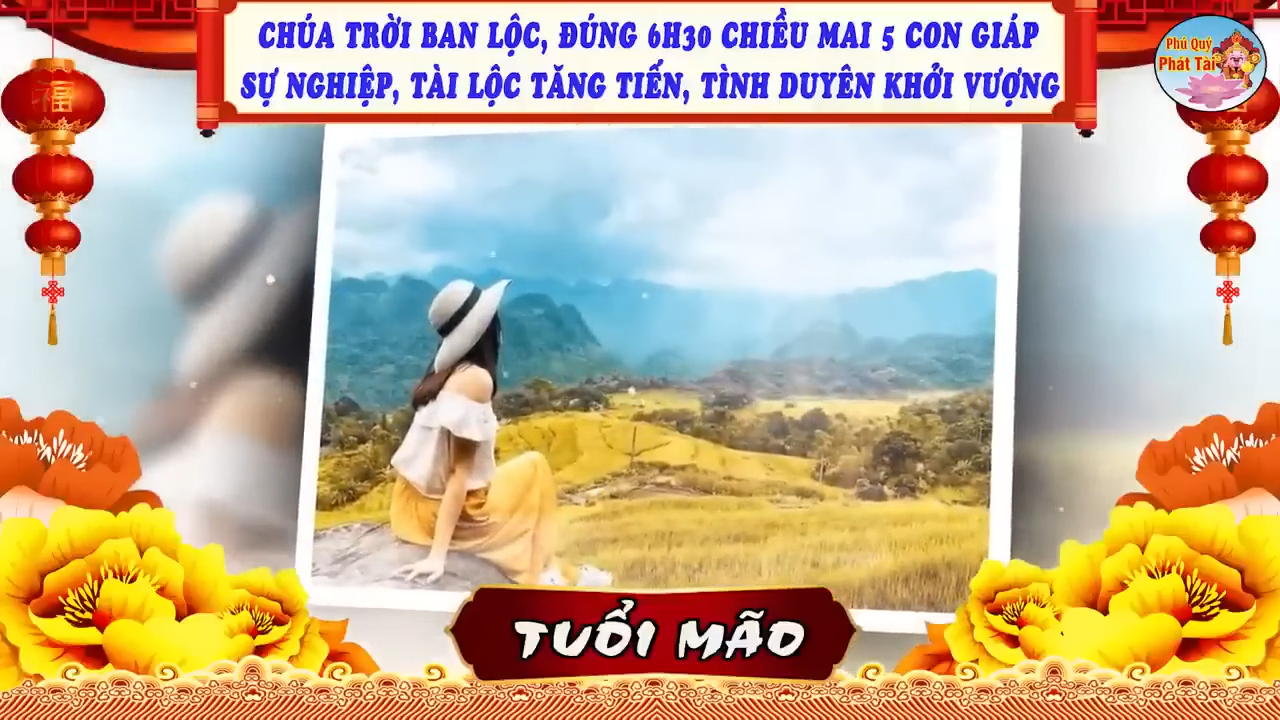 CHÚA TRỜI BAN LỘC, ĐÚNG 6H30 CHIỀU MAI 5 CON GIÁP
SỰ NGHIỆP, TÀI LỘC TĂNG TIẾN, TÌNH DUYÊN KHỞI VƯỢNG
Phú Quý
Phát Tài
福
TUỔI MÃO